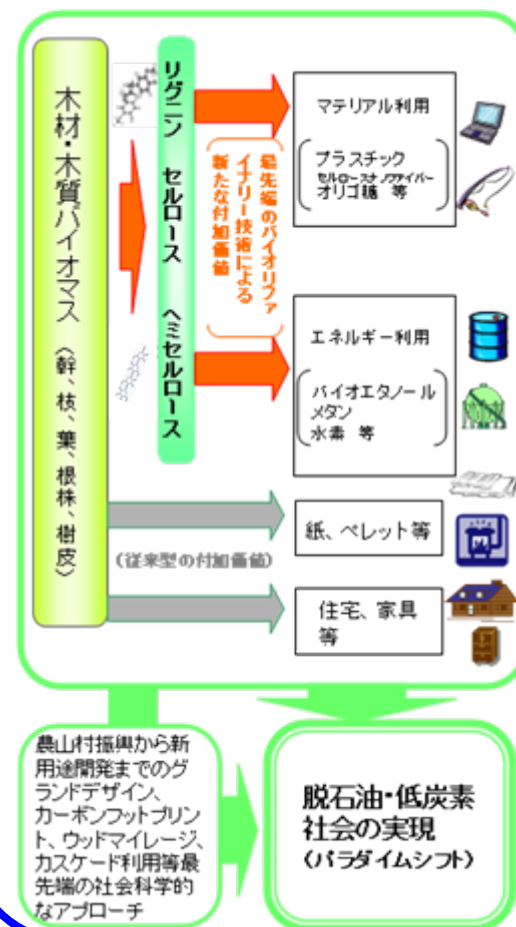 木材・木質バイオマス
〈幹、枝、葉、根株、樹皮〉
リグニン
セルロース
ヘミセルロース
最先端のバイオリファ
イナリー技術による
新たな付加価値
マテリアル利用
プラスチック
セルロースナノファイバー
オリゴ糖 等
エネルギー利用
バイオエタノール
メタン
水素 等
紙、ペレット等
(従来型の付加価値)
住宅、家具
等
農山村振興から新
用途開発までのグ
ランドデザイン、
カーボンフットプリン
ト、ウッドマイレージ、
カスケード利用等最
先端の社会科学的
なアプローチ
脱石油・低炭素
社会の実現
(パラダイムシフト)